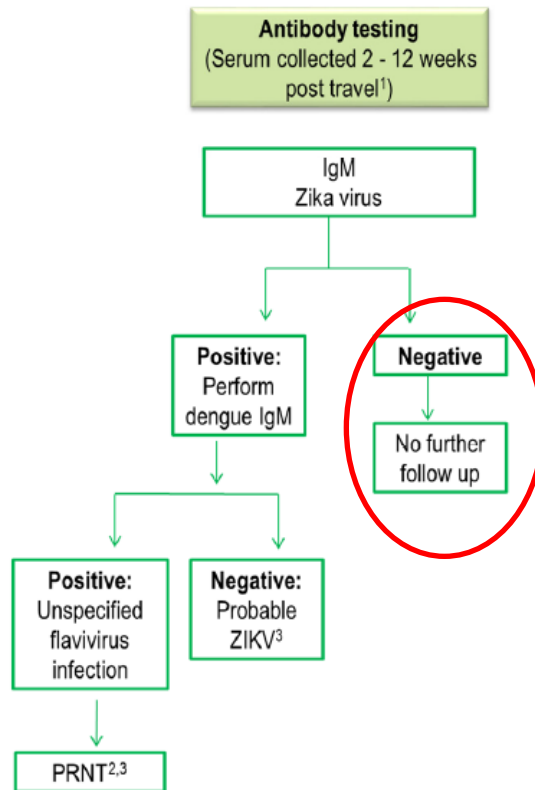 Antibody testing
(Serum collected 2 - 12 weeks
post travel¹)
IgM
Zika virus
Positive:
Perform
dengue IgM
Negative
No further
follow up
Positive:
Unspecified
flavivirus
infection
Negative:
Probable
ZIKV³
PRNT²,³